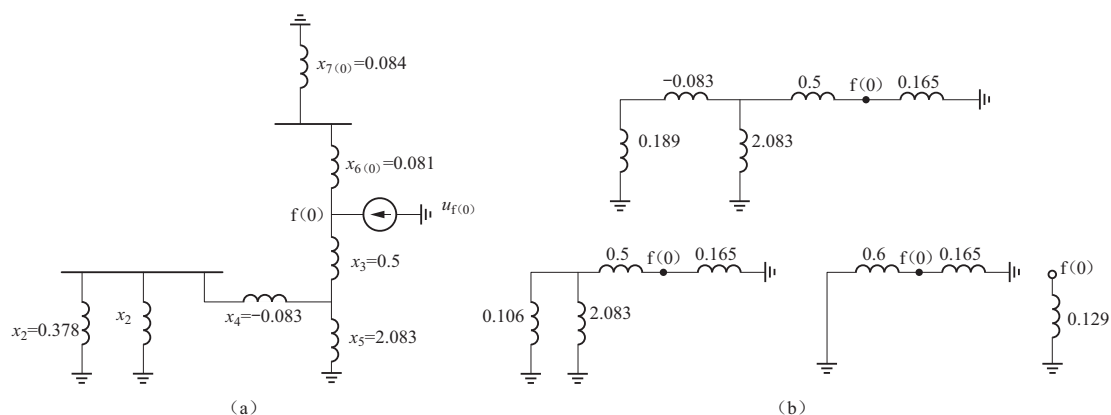 x7(0)=0.084
x6(0)=0.081
f(0)
uf(0)
x3=0.5
x2=0.378
x2
x4=−0.083
x5=2.083
(a)
−0.083
0.5
f(0)
0.165
0.189
2.083
0.5
f(0)
0.165
0.106
2.083
0.6
f(0)
0.165
f(0)
0.129
(b)